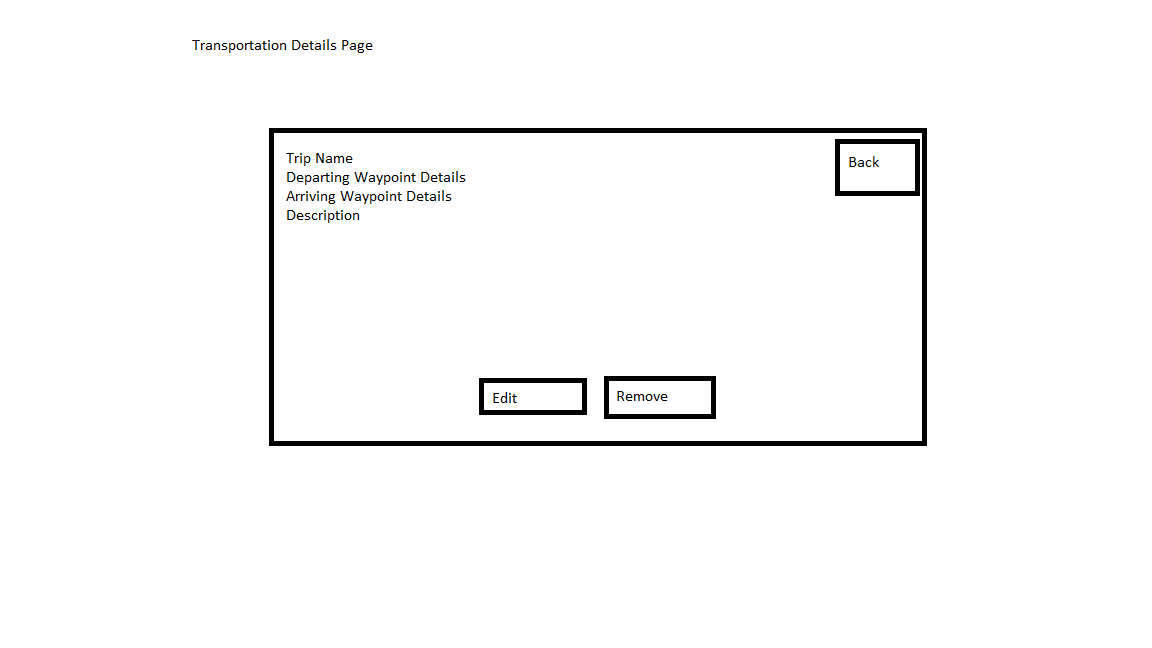 Transportation Details Page
Trip Name
Back
Departing Waypoint Details
Arriving Waypoint Details
Description
Edit
Remove